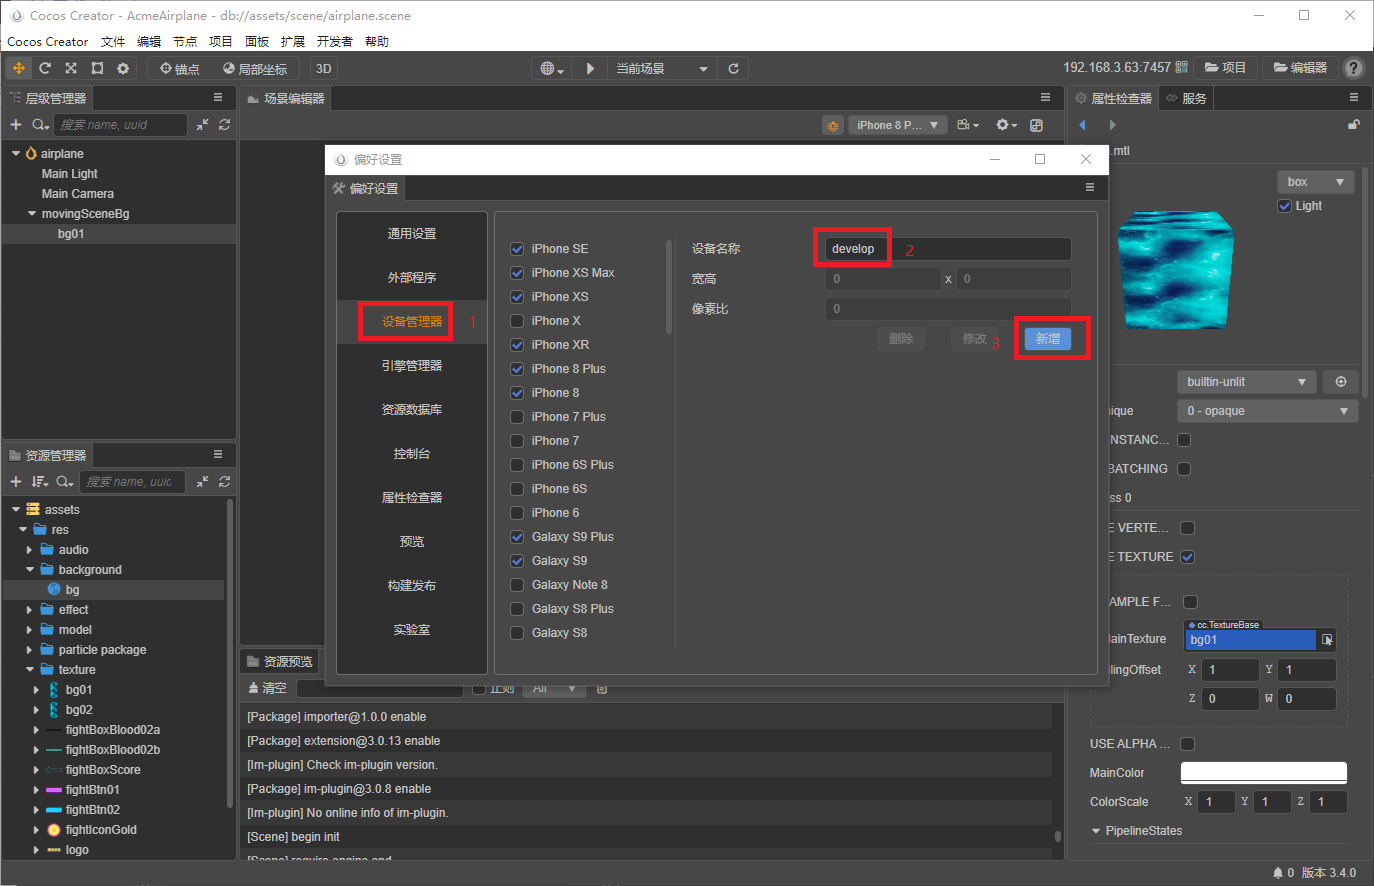 Cocos Creator - AcmeAirplane - db://assets/scene/airplane.scene
Cocos Creator 文件 编辑 节点 项目 面板 扩展 开发者 帮助
锚点 局部坐标 3D 当前场景 192.168.3.63:7457 项目 编辑器 ?
层级管理器
搜索 name, uuid
airplane
Main Light
Main Camera
movingSceneBg
bg01
资源管理器
搜索 name, uuic
assets
res
audio
background
bg
effect
model
particle package
texture
bg01
bg02
fightBoxBlood02a
fightBoxBlood02b
fightBoxScore
fightBtn01
fightBtn02
fightIconGold
logo
场景编辑器
iPhone 8 P...
偏好设置
偏好设置
通用设置
外部程序
设备管理器 1
引擎管理器
资源数据库
控制台
属性检查器
预览
构建发布
实验室
iPhone SE
iPhone XS Max
iPhone XS
iPhone X
iPhone XR
iPhone 8 Plus
iPhone 8
iPhone 7 Plus
iPhone 7
iPhone 6S Plus
iPhone 6S
iPhone 6
Galaxy S9 Plus
Galaxy S9
Galaxy Note 8
Galaxy S8 Plus
Galaxy S8
设备名称 develop 2
宽高 0 x 0
像素比 0
删除 修改 3 新增
资源预览
清空 正则 All
[Package] importer@1.0.0 enable
[Package] extension@3.0.13 enable
[Im-plugin] Check im-plugin version.
[Package] im-plugin@3.0.8 enable
[Im-plugin] No online info of im-plugin.
[Scene] begin init
[Scene] require engine end
属性检查器 服务
.mtl
box
Light
builtin-unlit
ique 0 - opaque
INSTANC...
BATCHING
ss 0
E VERTE...
E TEXTURE
AMPLE F...
cc.TextureBase
ainTexture bg01
lingOffset X 1 Y 1
Z 0 W 0
USE ALPHA ...
MainColor
ColorScale X 1 Y 1 Z 1
PipelineStates
0 版本 3.4.0